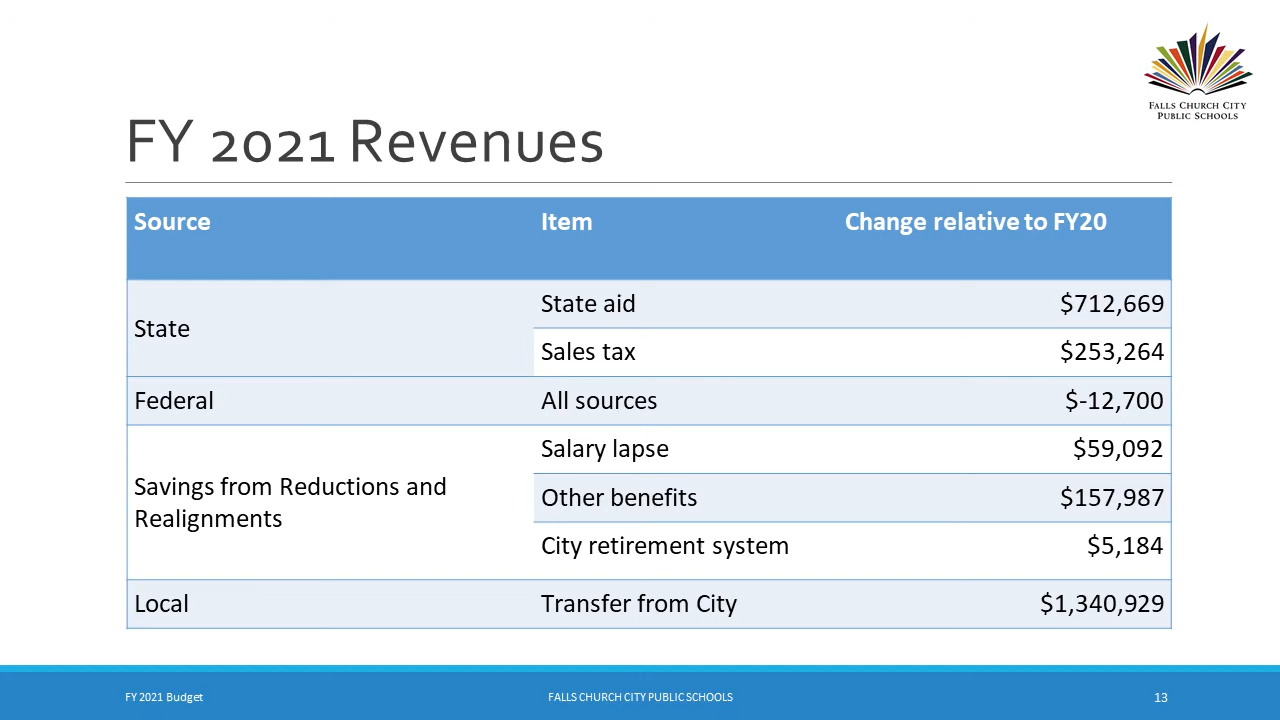 FALLS CHURCH CITY
PUBLIC SCHOOLS
FY 2021 Revenues
Source Item Change relative to FY20
State
State aid $712,669
Sales tax $253,264
Federal All sources $-12,700
Savings from Reductions and
Realignments
Salary lapse $59,092
Other benefits $157,987
City retirement system $5,184
Local Transfer from City $1,340,929
FY 2021 Budget FALLS CHURCH CITY PUBLIC SCHOOLS 13